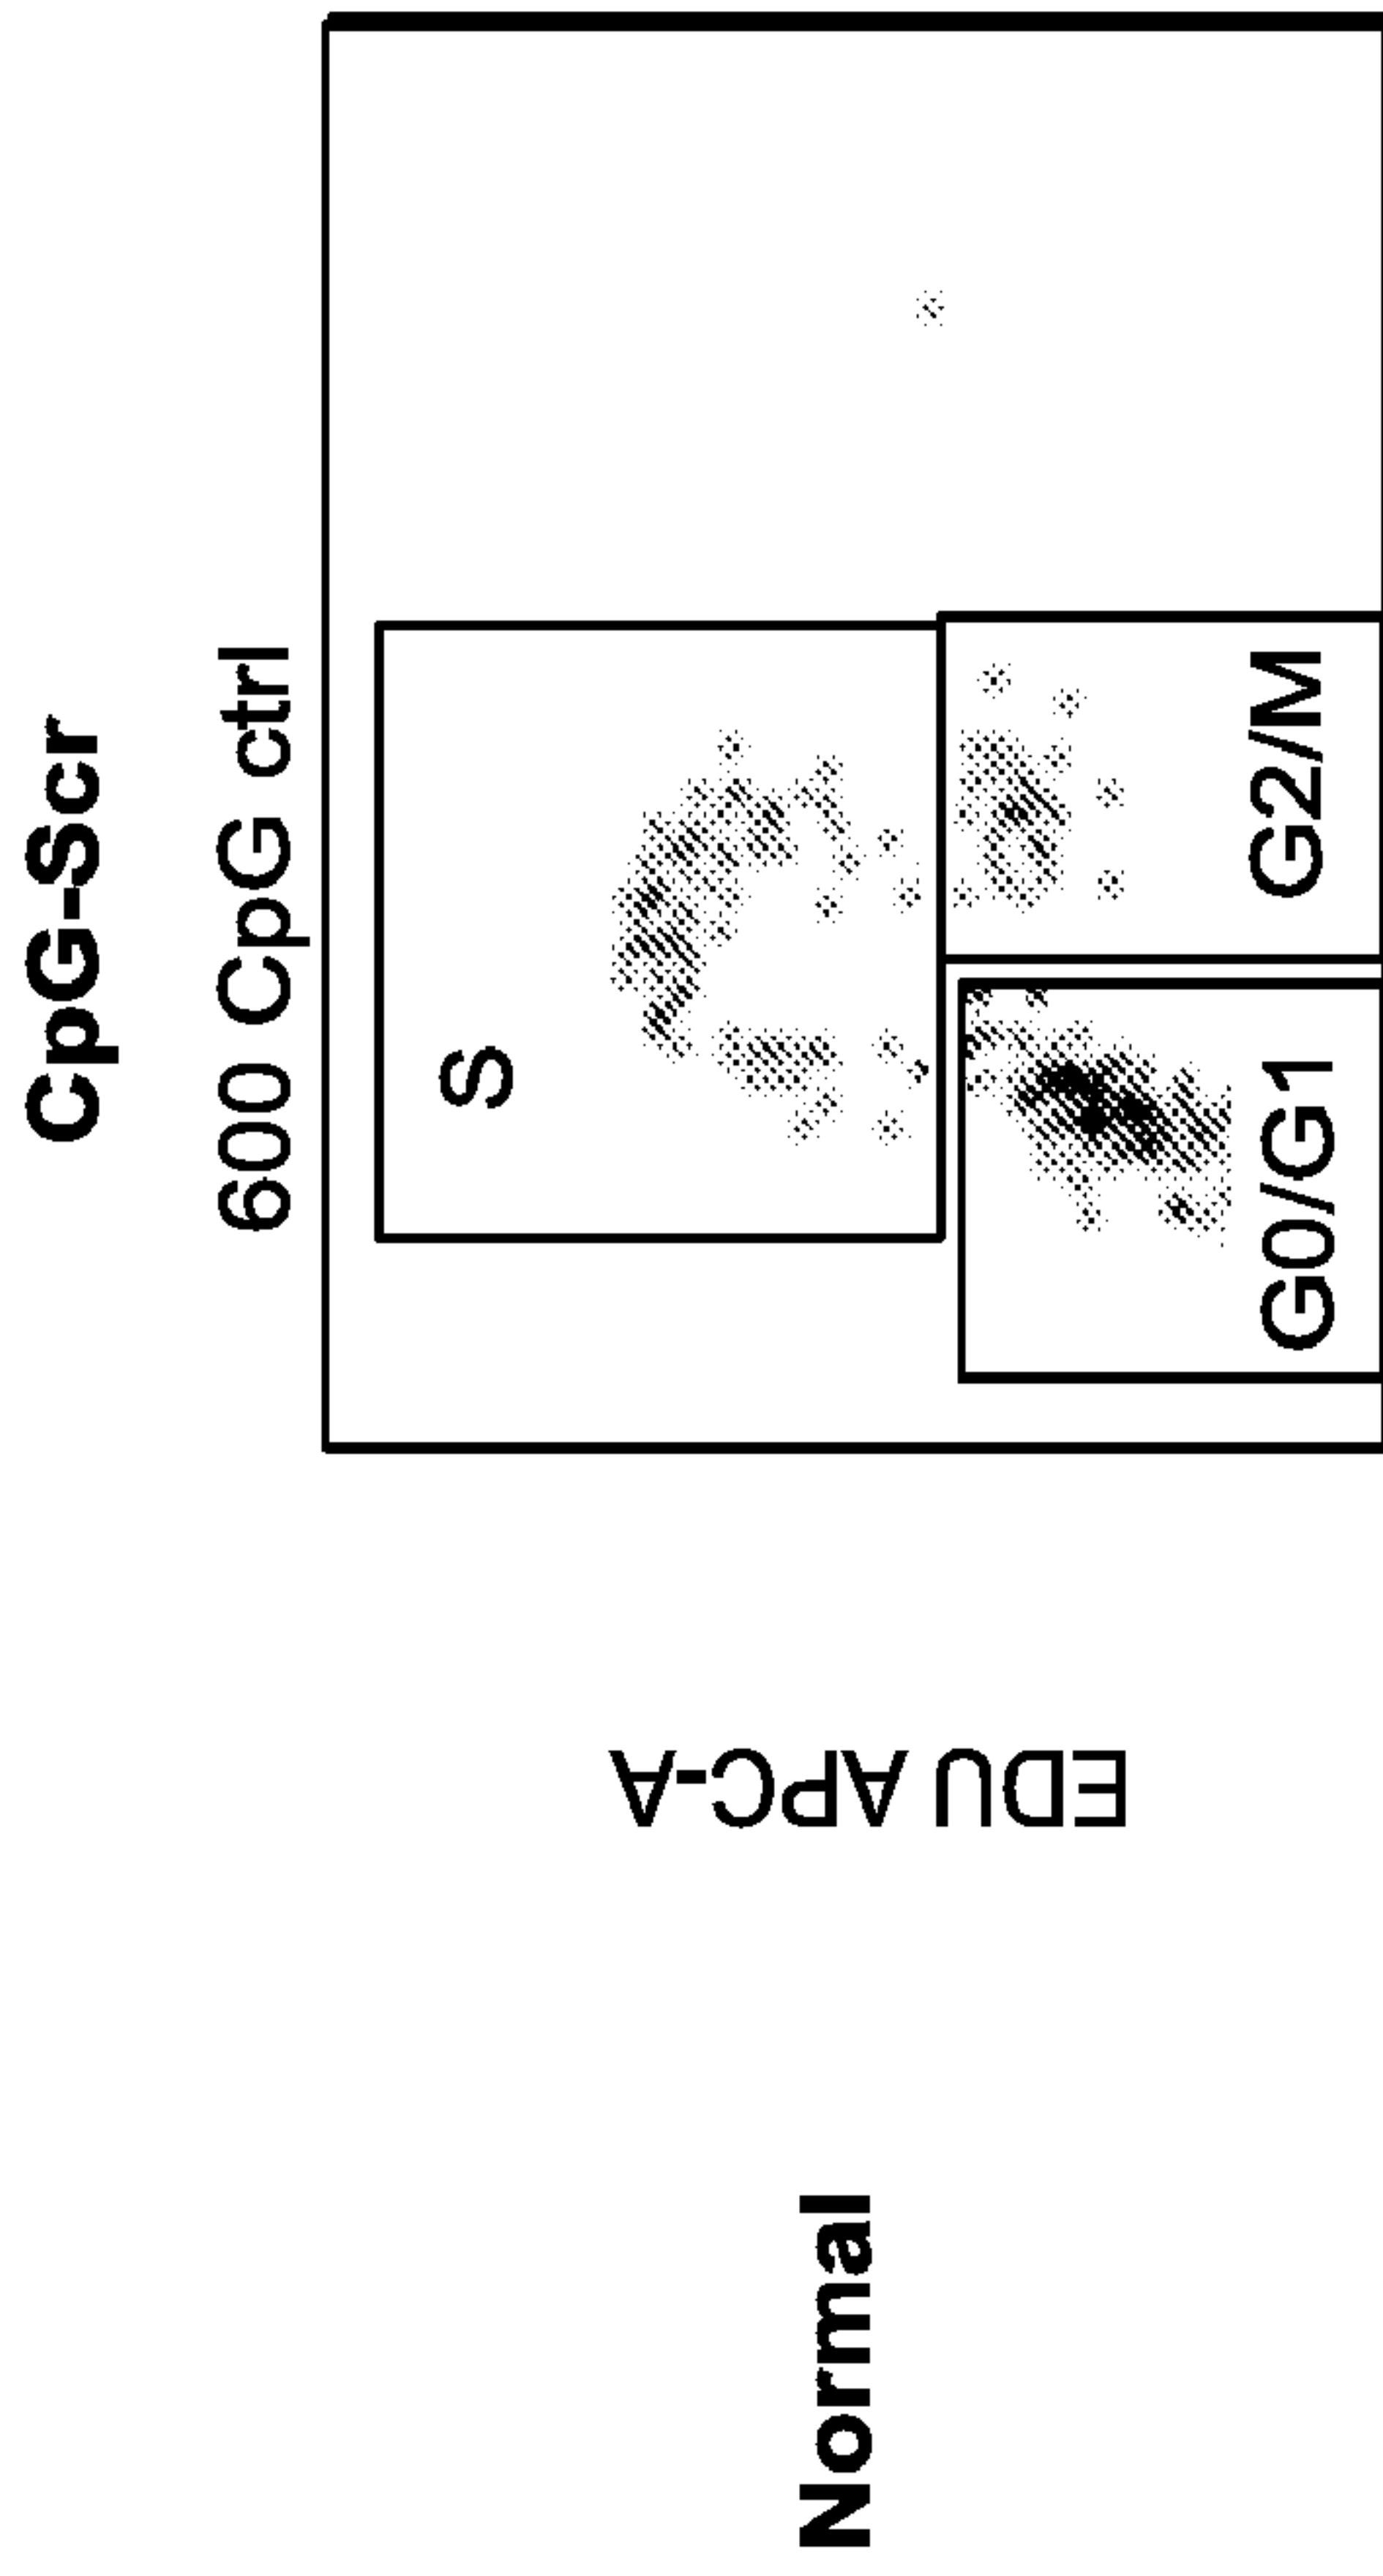 CpG-Scr
600 CpG ctrl
S
G0/G1
G2/M
EDU APC-A
Normal